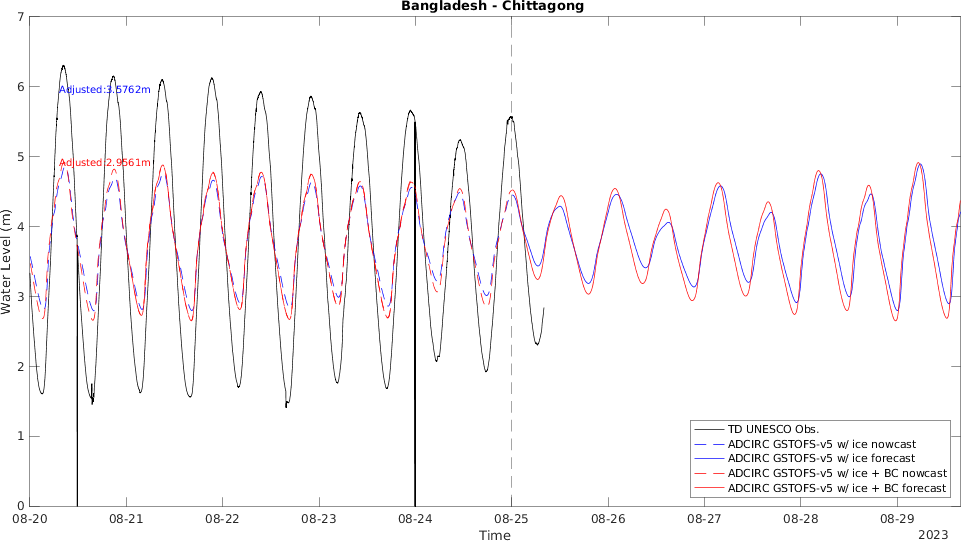 Bangladesh - Chittagong
7
6
5
4
3
2
1
0
Water Level (m)
Adjusted:3.5762m
Adjusted:2.9561m
TD UNESCO Obs.
ADCIRC GSTOFS-v5 w/ ice nowcast
ADCIRC GSTOFS-v5 w/ ice forecast
ADCIRC GSTOFS-v5 w/ ice + BC nowcast
ADCIRC GSTOFS-v5 w/ ice + BC forecast
08-20 08-21 08-22 08-23 08-24 08-25 08-26 08-27 08-28 08-29
Time
2023